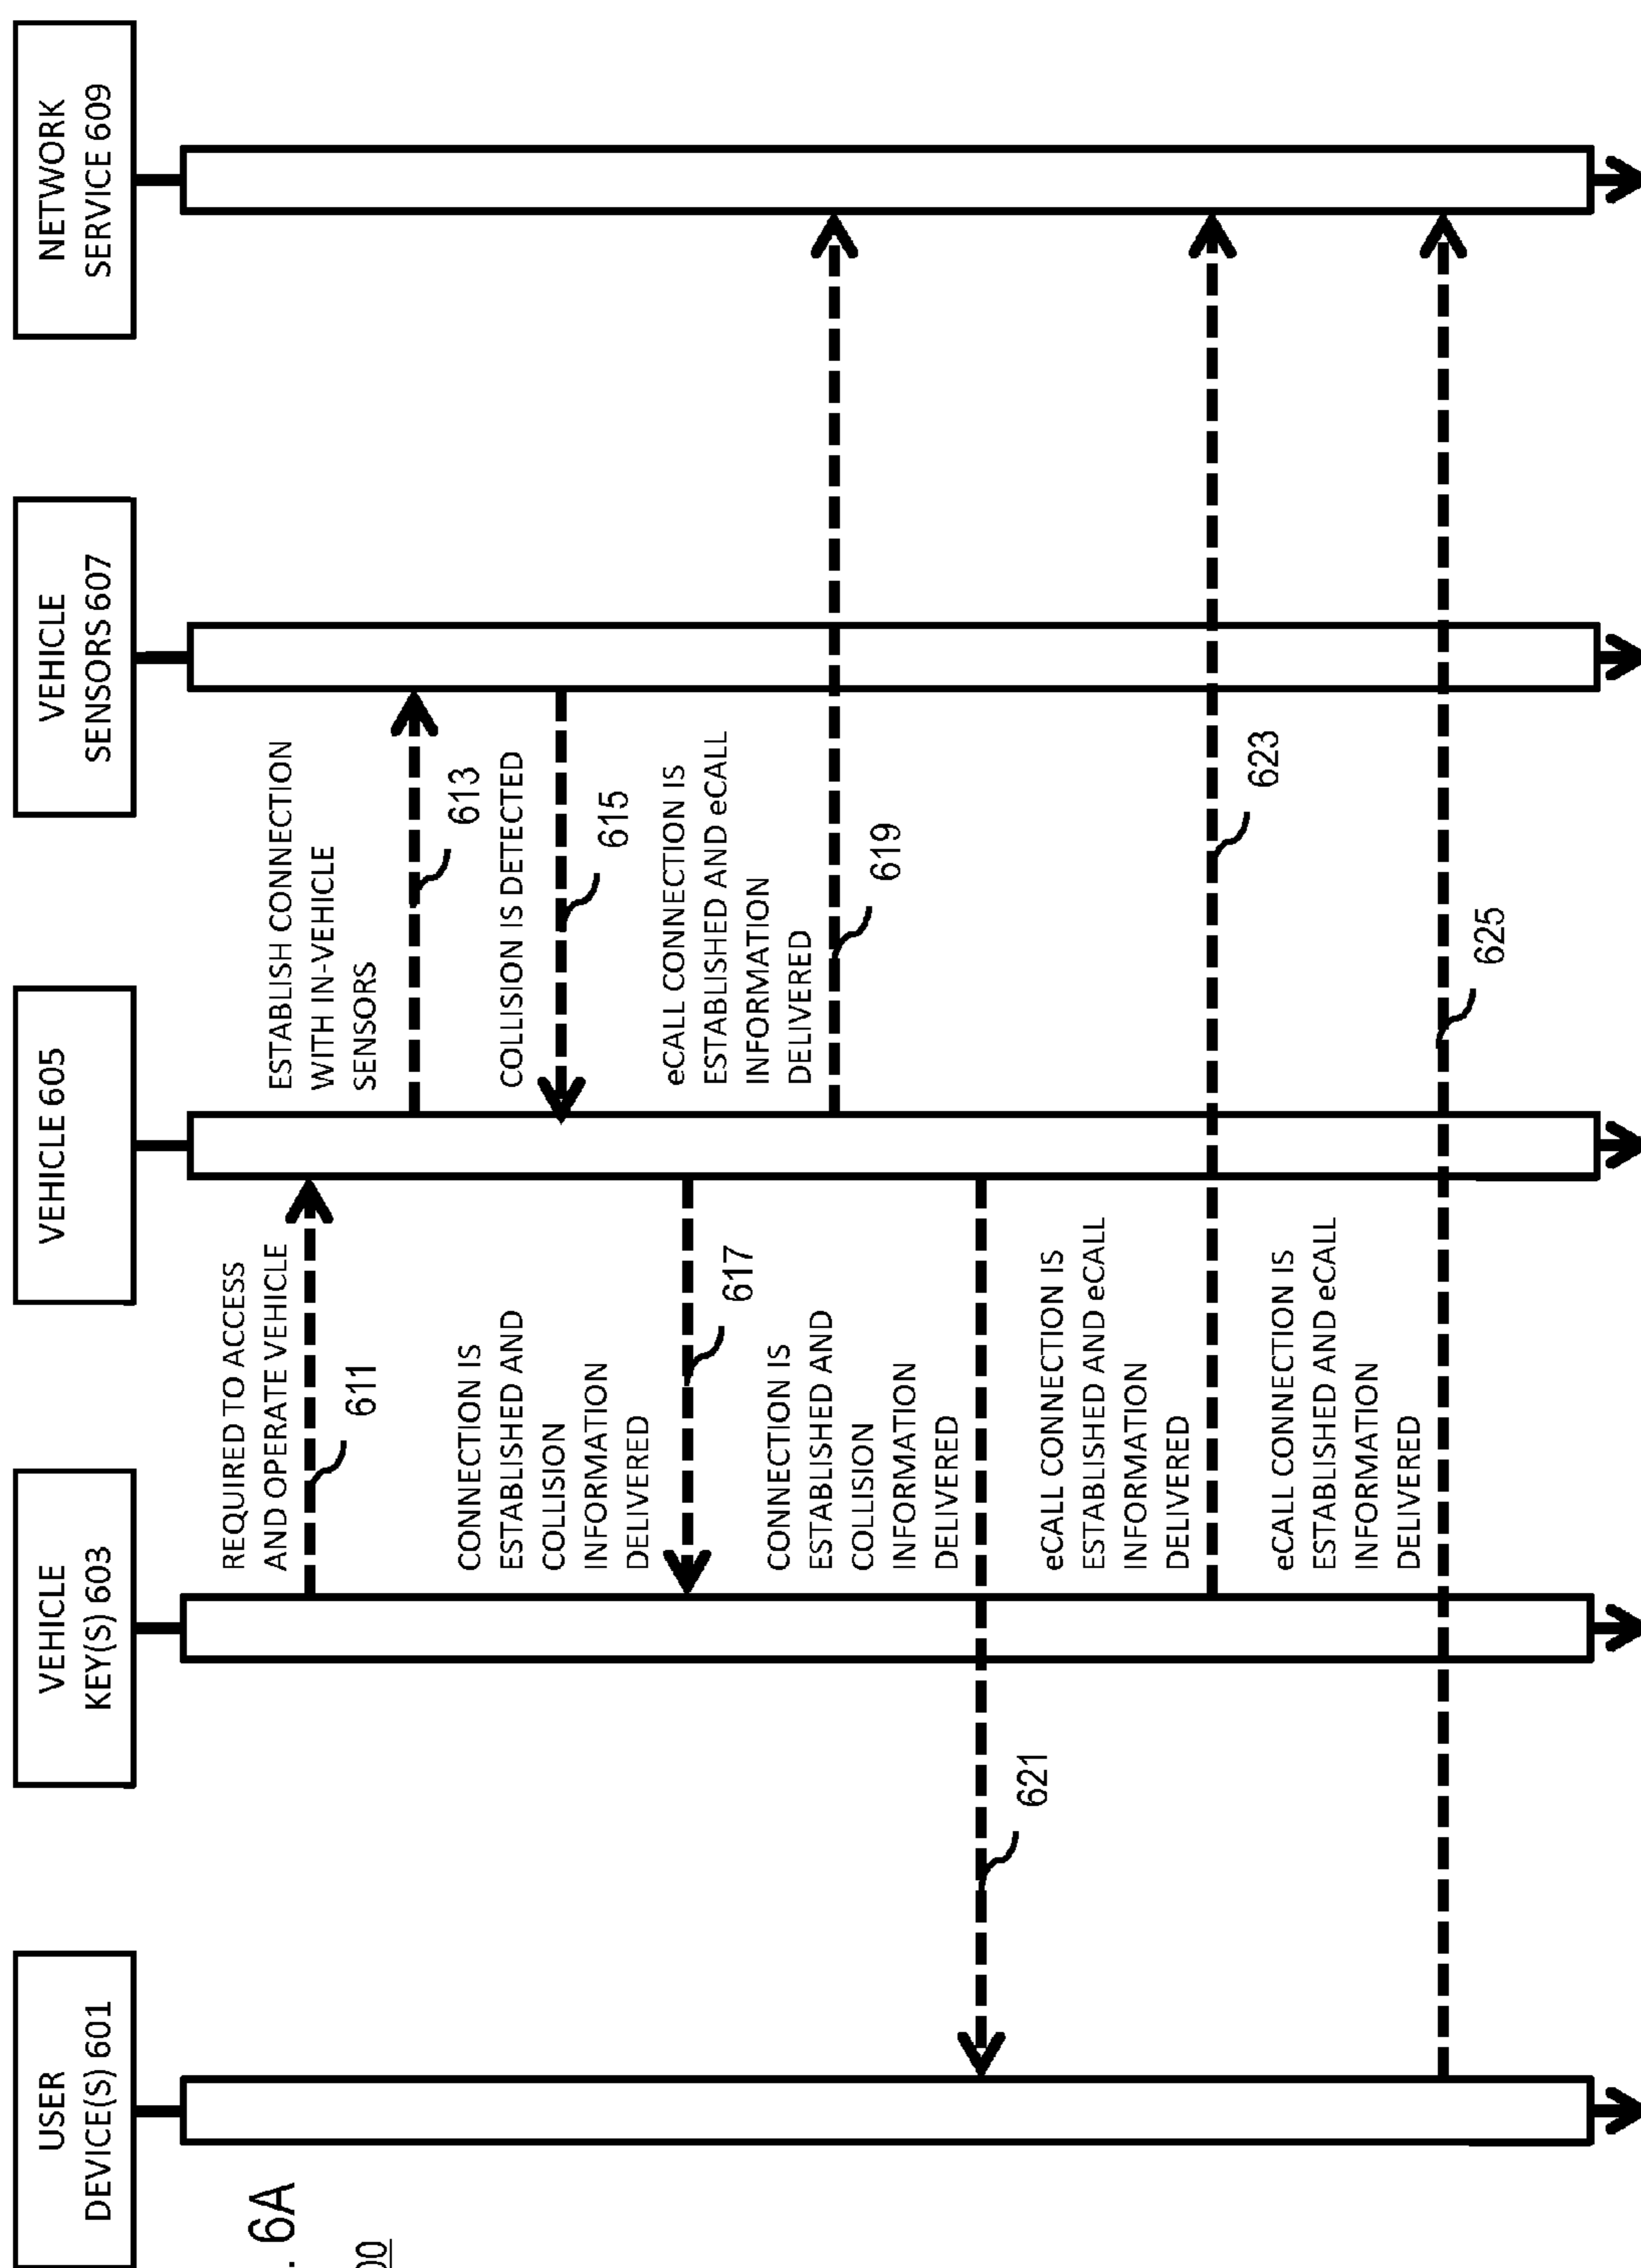 USER
DEVICE(S) 601
VEHICLE
KEY(S) 603
VEHICLE 605
VEHICLE
SENSORS 607
NETWORK
SERVICE 609
. 6A
00
REQUIRED TO ACCESS
AND OPERATE VEHICLE
611
ESTABLISH CONNECTION
WITH IN-VEHICLE
SENSORS
613
COLLISION IS DETECTED
615
CONNECTION IS
ESTABLISHED AND
COLLISION
INFORMATION
DELIVERED
617
eCALL CONNECTION IS
ESTABLISHED AND eCALL
INFORMATION
DELIVERED
619
CONNECTION IS
ESTABLISHED AND
COLLISION
INFORMATION
DELIVERED
621
eCALL CONNECTION IS
ESTABLISHED AND eCALL
INFORMATION
DELIVERED
623
eCALL CONNECTION IS
ESTABLISHED AND eCALL
INFORMATION
DELIVERED
625